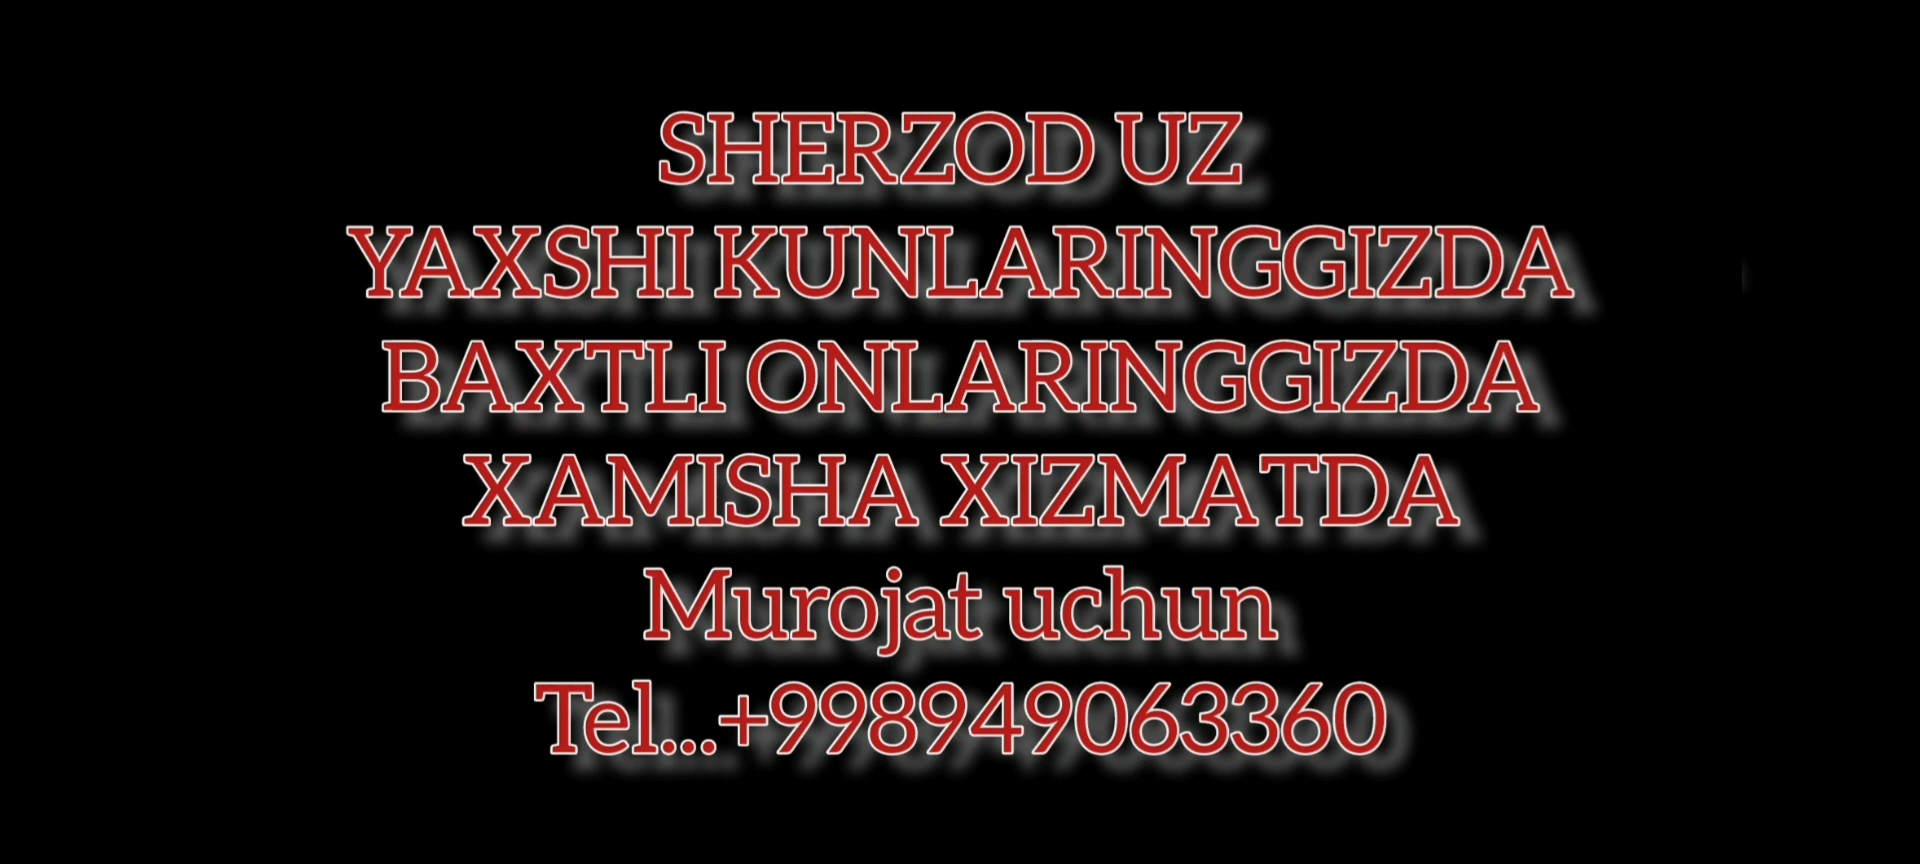 SHERZOD UZ
YAXSHI KUNLARINGGIZDA
BAXTLI ONLARINGGIZDA
XAMISHA XIZMATDA
Murojat uchun
Tel...+998949063360